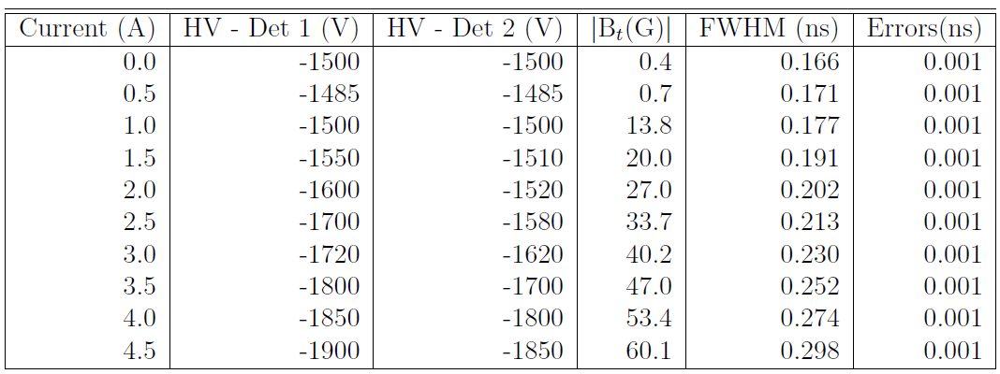 Current (A) HV - Det 1 (V) HV - Det 2 (V) |Bt(G)| FWHM (ns) Errors(ns)
0.0 -1500 -1500 0.4 0.166 0.001
0.5 -1485 -1485 0.7 0.171 0.001
1.0 -1500 -1500 13.8 0.177 0.001
1.5 -1550 -1510 20.0 0.191 0.001
2.0 -1600 -1520 27.0 0.202 0.001
2.5 -1700 -1580 33.7 0.213 0.001
3.0 -1720 -1620 40.2 0.230 0.001
3.5 -1800 -1700 47.0 0.252 0.001
4.0 -1850 -1800 53.4 0.274 0.001
4.5 -1900 -1850 60.1 0.298 0.001